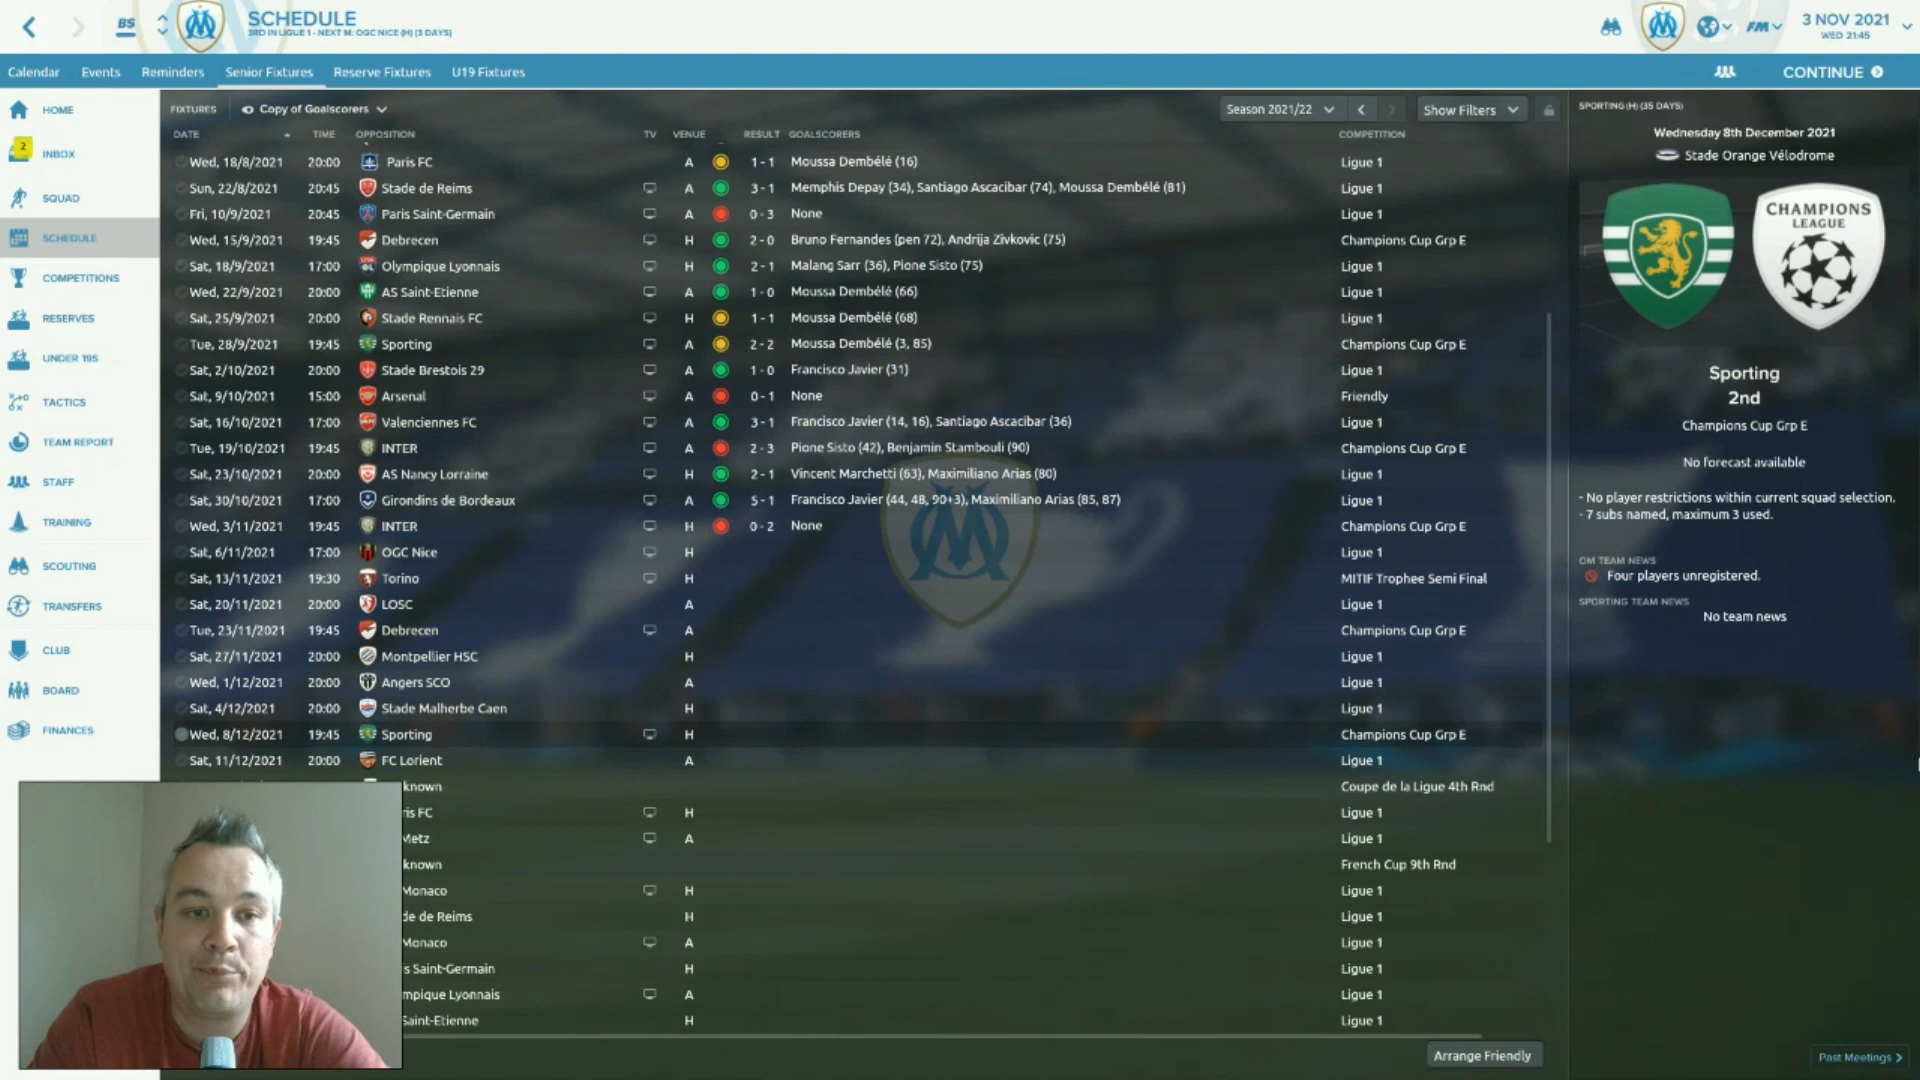 BS
SCHEDULE
3RD IN LIGUE 1 - NEXT M: OGC NICE (H) (3 DAYS)
FM
3 NOV 2021
WED 21:45
Calendar Events Reminders Senior Fixtures Reserve Fixtures U19 Fixtures
CONTINUE
HOME
2
INBOX
SQUAD
SCHEDULE
COMPETITIONS
RESERVES
UNDER 19S
TACTICS
TEAM REPORT
STAFF
TRAINING
SCOUTING
TRANSFERS
CLUB
BOARD
FINANCES
FIXTURES Copy of Goalscorers Season 2021/22 Show Filters
DATE TIME OPPOSITION TV VENUE RESULT GOALSCORERS COMPETITION
Wed, 18/8/2021 20:00 Paris FC A 1 - 1 Moussa Dembélé (16) Ligue 1
Sun, 22/8/2021 20:45 Stade de Reims A 3 - 1 Memphis Depay (34), Santiago Ascacibar (74), Moussa Dembélé (81) Ligue 1
Fri, 10/9/2021 20:45 Paris Saint-Germain A 0 - 3 None Ligue 1
Wed, 15/9/2021 19:45 Debrecen H 2 - 0 Bruno Fernandes (pen 72), Andrija Zivkovic (75) Champions Cup Grp E
Sat, 18/9/2021 17:00 Olympique Lyonnais H 2 - 1 Malang Sarr (36), Pione Sisto (75) Ligue 1
Wed, 22/9/2021 20:00 AS Saint-Etienne A 1 - 0 Moussa Dembélé (66) Ligue 1
Sat, 25/9/2021 20:00 Stade Rennais FC H 1 - 1 Moussa Dembélé (68) Ligue 1
Tue, 28/9/2021 19:45 Sporting A 2 - 2 Moussa Dembélé (3, 85) Champions Cup Grp E
Sat, 2/10/2021 20:00 Stade Brestois 29 A 1 - 0 Francisco Javier (31) Ligue 1
Sat, 9/10/2021 15:00 Arsenal A 0 - 1 None Friendly
Sat, 16/10/2021 17:00 Valenciennes FC A 3 - 1 Francisco Javier (14, 16), Santiago Ascacibar (36) Ligue 1
Tue, 19/10/2021 19:45 INTER A 2 - 3 Pione Sisto (42), Benjamin Stambouli (90) Champions Cup Grp E
Sat, 23/10/2021 20:00 AS Nancy Lorraine H 2 - 1 Vincent Marchetti (63), Maximiliano Arias (80) Ligue 1
Sat, 30/10/2021 17:00 Girondins de Bordeaux A 5 - 1 Francisco Javier (44, 48, 90+3), Maximiliano Arias (85, 87) Ligue 1
Wed, 3/11/2021 19:45 INTER H 0 - 2 None Champions Cup Grp E
Sat, 6/11/2021 17:00 OGC Nice H Ligue 1
Sat, 13/11/2021 19:30 Torino H MITIF Trophee Semi Final
Sat, 20/11/2021 20:00 LOSC A Ligue 1
Tue, 23/11/2021 19:45 Debrecen A Champions Cup Grp E
Sat, 27/11/2021 20:00 Montpellier HSC H Ligue 1
Wed, 1/12/2021 20:00 Angers SCO A Ligue 1
Sat, 4/12/2021 20:00 Stade Malherbe Caen H Ligue 1
Wed, 8/12/2021 19:45 Sporting H Champions Cup Grp E
Sat, 11/12/2021 20:00 FC Lorient A Ligue 1
known Coupe de la Ligue 4th Rnd
ris FC H Ligue 1
Metz A Ligue 1
known French Cup 9th Rnd
Monaco H Ligue 1
de de Reims H Ligue 1
Monaco A Ligue 1
s Saint-Germain H Ligue 1
mpique Lyonnais A Ligue 1
Saint-Etienne H Ligue 1
Arrange Friendly
SPORTING (H) (35 DAYS)
Wednesday 8th December 2021
Stade Orange Vélodrome
CHAMPIONS
LEAGUE
Sporting
2nd
Champions Cup Grp E
No forecast available
- No player restrictions within current squad selection.
- 7 subs named, maximum 3 used.
OM TEAM NEWS
Four players unregistered.
SPORTING TEAM NEWS
No team news
Past Meetings